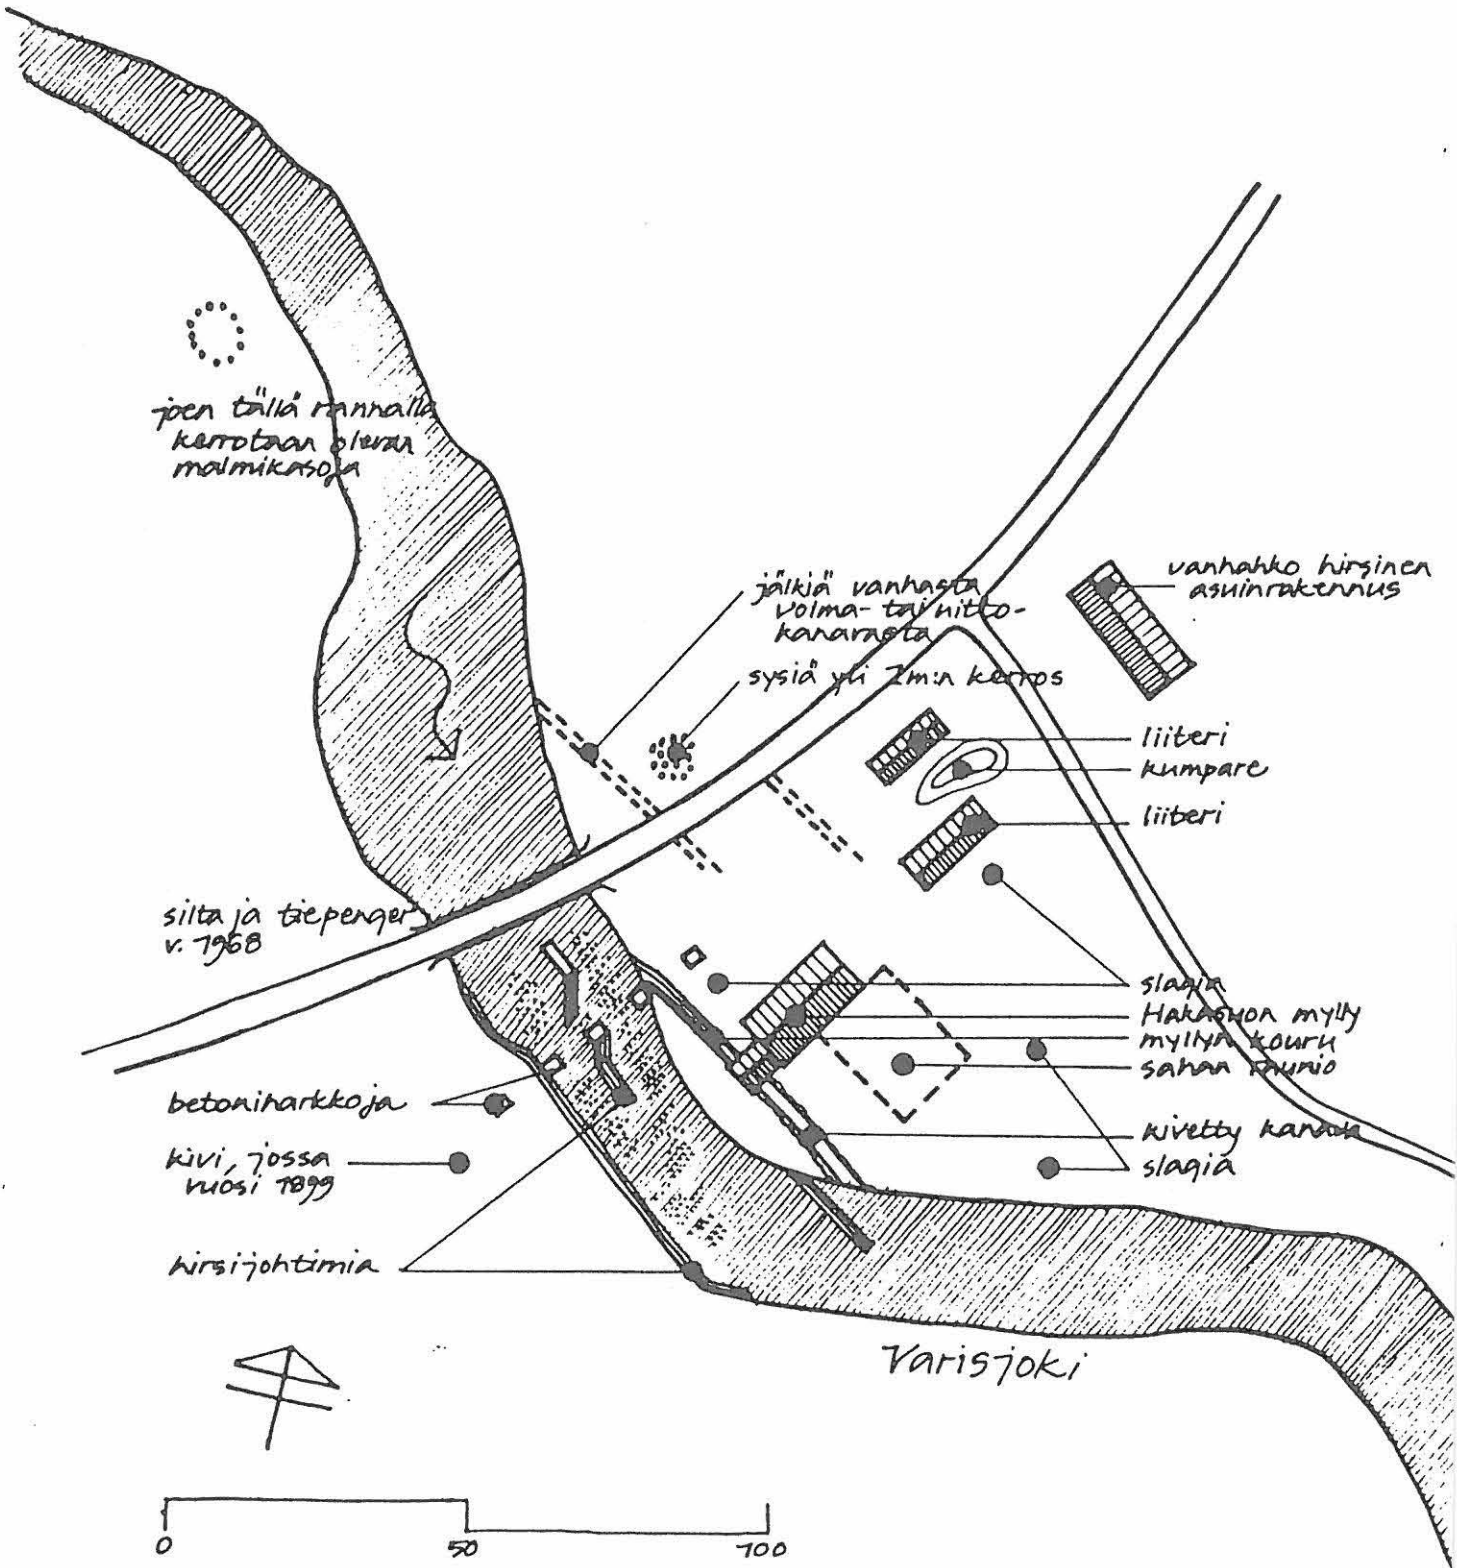 joen tällä rannalla
kerrotaan olevan
malmikasoja
jälkiä vanhasta
volma- tai uitto-
kanavasta
sysiä yli 1m:n kerros
vanhahko hirsinen
asuinrakennus
liiteri
kumpare
liiteri
silta ja tiepenger
v. 1968
slagia
Hakasuon mylly
myllyn kouru
sahan raunio
betoniharkkoja
kivetty kanava
kivi, jossa
vuosi 1899
slagia
hirsijohtimia
Varisjoki
0 50 100